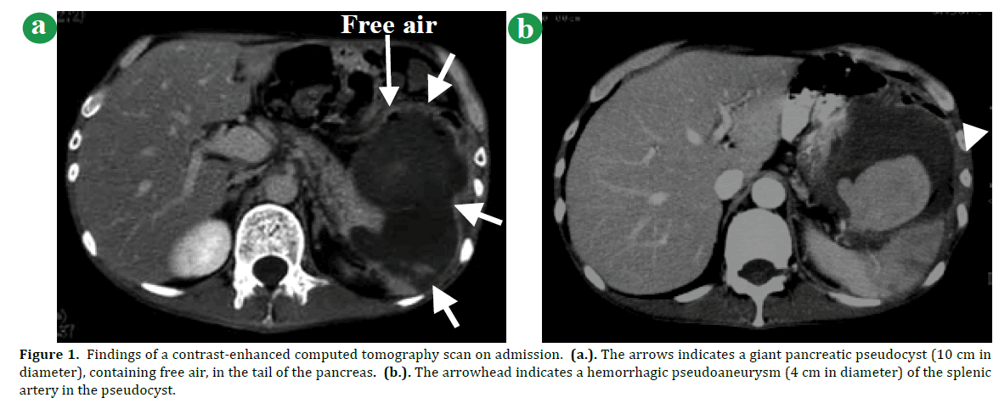 a
Free air
b
37
Figure 1. Findings of a contrast-enhanced computed tomography scan on admission. (a.). The arrows indicates a giant pancreatic pseudocyst (10 cm in
diameter), containing free air, in the tail of the pancreas. (b.). The arrowhead indicates a hemorrhagic pseudoaneurysm (4 cm in diameter) of the splenic
artery in the pseudocyst.